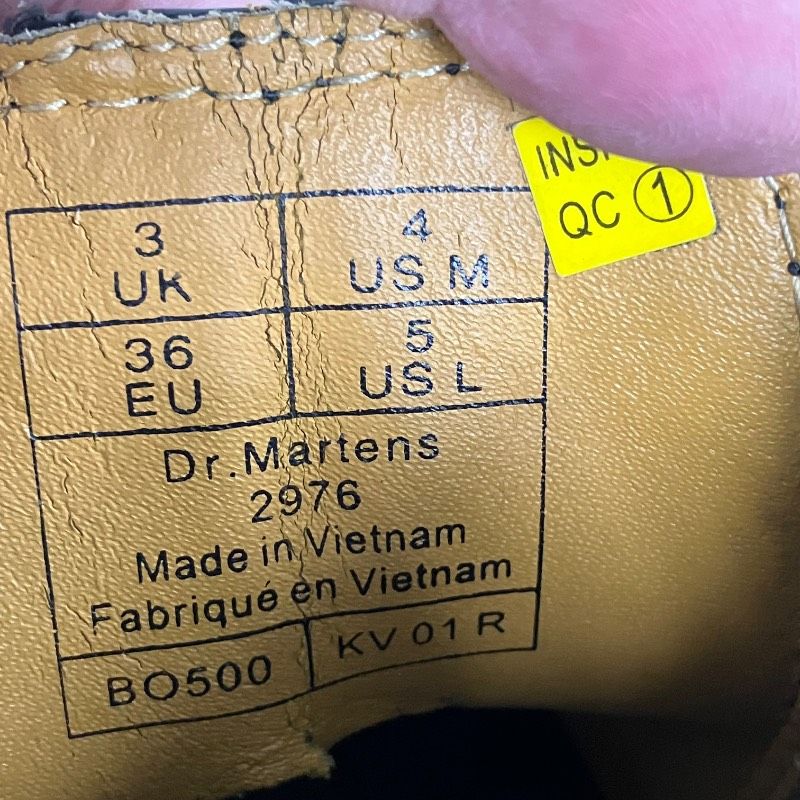 3
UK
4
US M
36
EU
5
US L
Dr.Martens
2976
Made in Vietnam
Fabriqué en Vietnam
BO500
KV 01 R
QC 1